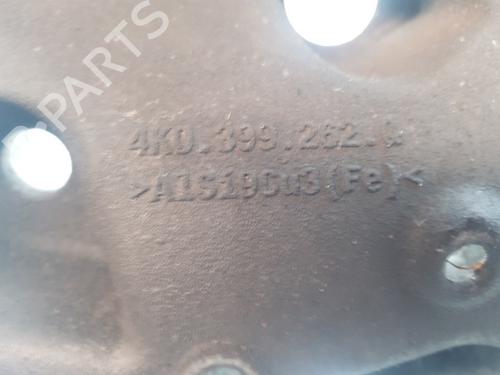 B PARTS
4K0.399.262.
>AlSi9Cu3(Fe)<